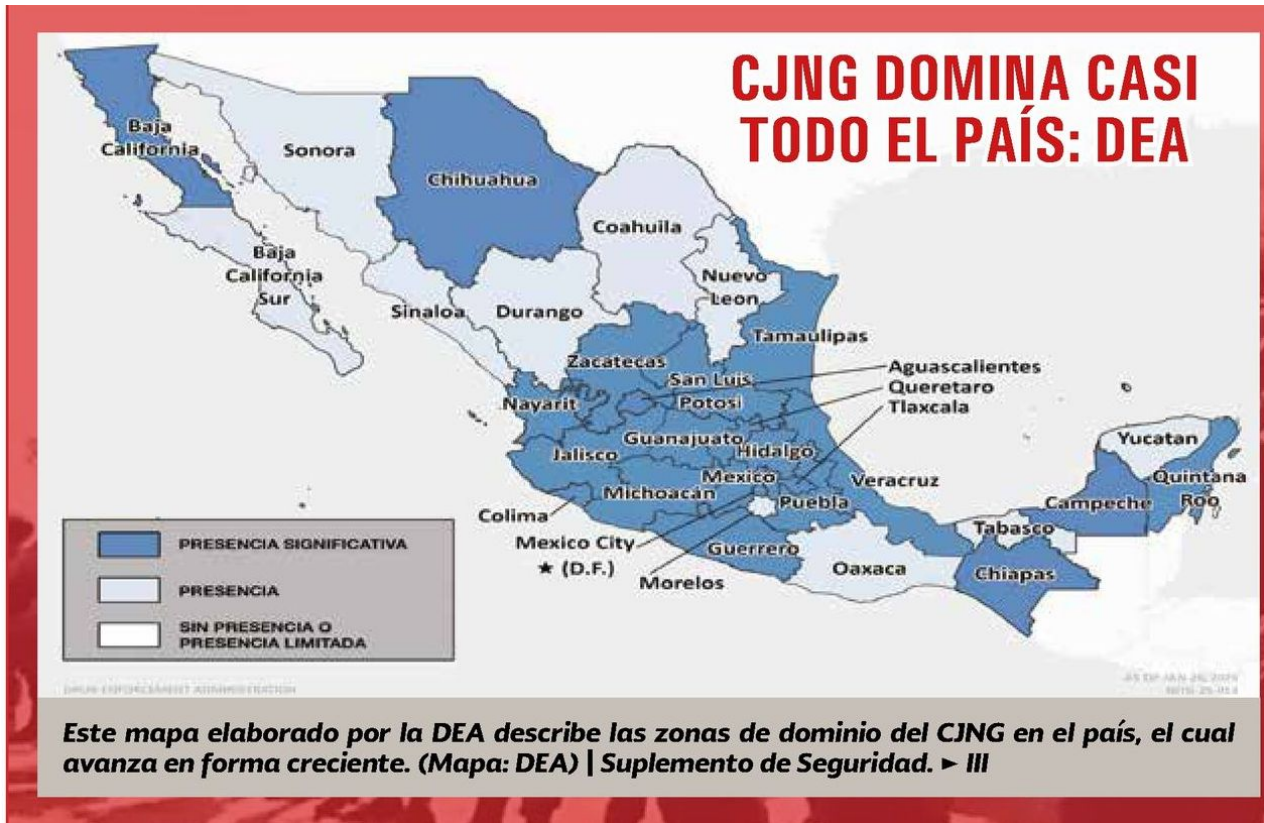 CJNG DOMINA CASI
TODO EL PAÍS: DEA
Baja
California
Sonora
Chihuahua
Coahuila
Baja
California
Sur
Nuevo
Leon
Sinaloa
Durango
Tamaulipas
Zacatecas
Aguascalientes
San Luis
Potosi
Queretaro
Tlaxcala
Nayarit
Guanajuato
Hidalgo
Yucatan
Jalisco
Mexico
Veracruz
Quintana
Roo
Michoacán
Puebla
Campeche
Colima
Tabasco
Mexico City
★ (D.F.)
Guerrero
Morelos
Oaxaca
Chiapas
PRESENCIA SIGNIFICATIVA
PRESENCIA
SIN PRESENCIA O
PRESENCIA LIMITADA
DRUG ENFORCEMENT ADMINISTRATION
Este mapa elaborado por la DEA describe las zonas de dominio del CJNG en el país, el cual
avanza en forma creciente. (Mapa: DEA) | Suplemento de Seguridad. ► III